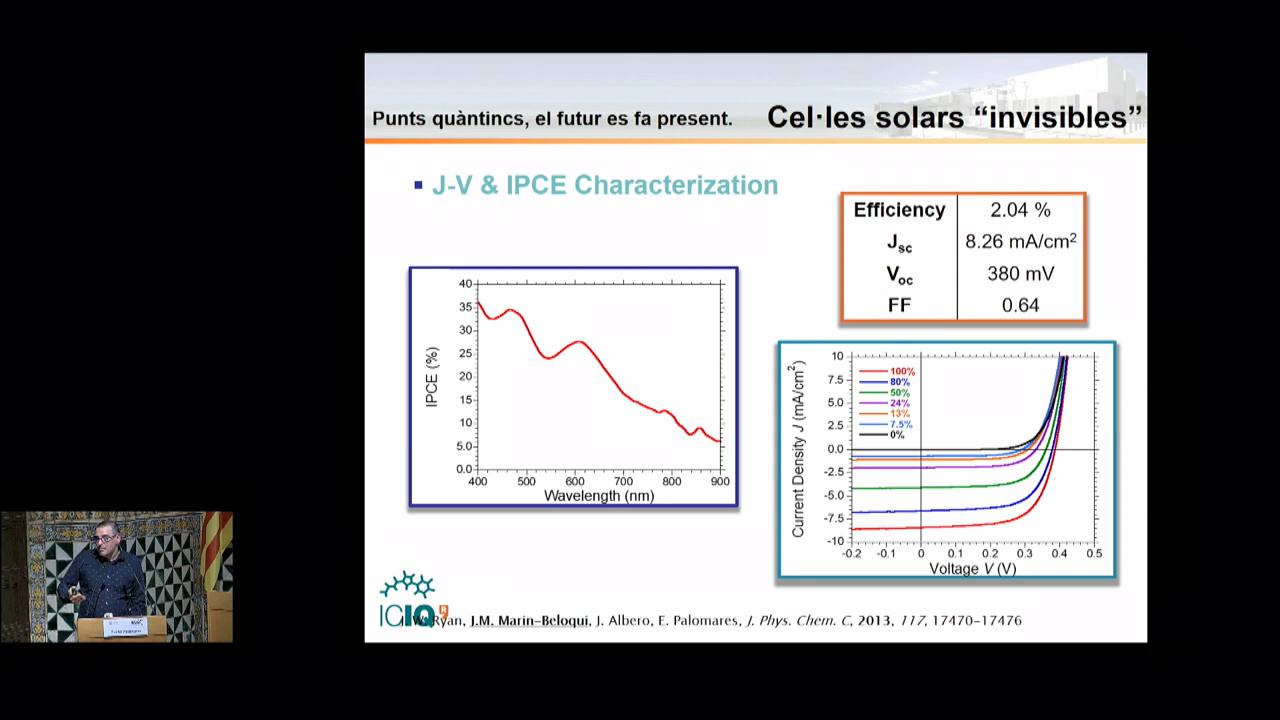 Punts quàntics, el futur es fa present.
Cel·les solars “invisibles”
▪ J-V & IPCE Characterization
Efficiency 2.04 %
Jsc 8.26 mA/cm²
Voc 380 mV
FF 0.64
IPCE (%)
40
35
30
25
20
15
10
5.0
0.0
400 500 600 700 800 900
Wavelength (nm)
Current Density J (mA/cm²)
10
7.5
5.0
2.5
0.0
-2.5
-5.0
-7.5
-10
100%
80%
50%
24%
13%
7.5%
0%
-0.2 -0.1 0 0.1 0.2 0.3 0.4 0.5
Voltage V (V)
ICIQ
Ryan, J.M. Marin-Beloqui, J. Albero, E. Palomares, J. Phys. Chem. C, 2013, 117, 17470-17476